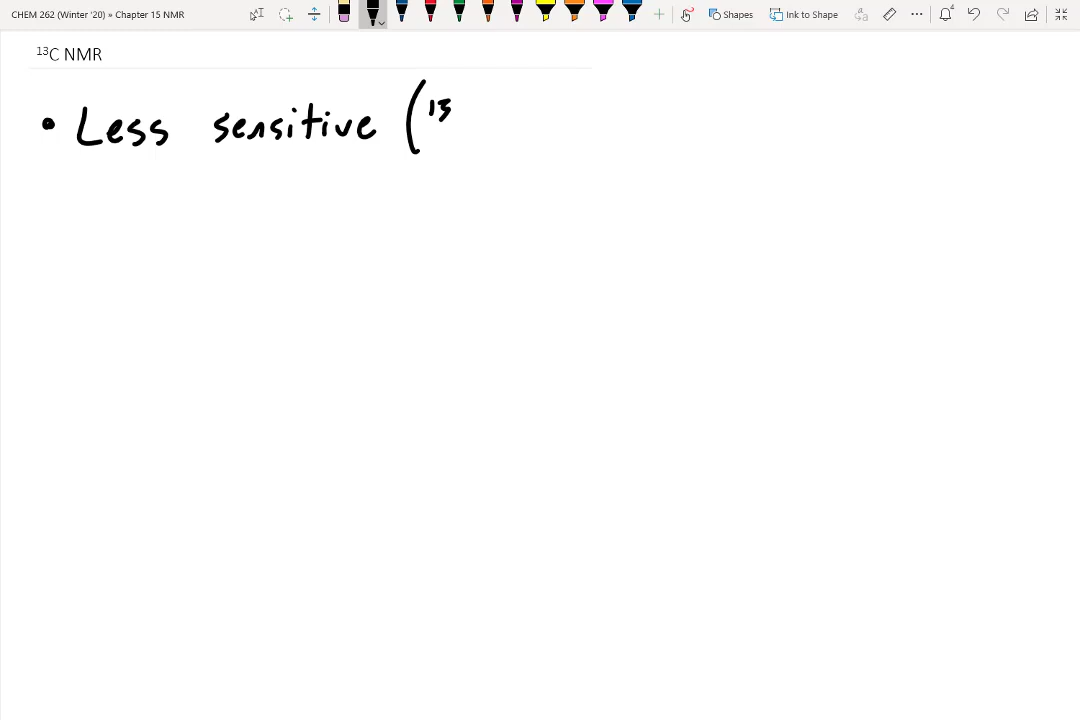 CHEM 262 (Winter '20) » Chapter 15 NMR Shapes Ink to Shape
¹³C NMR
• Less sensitive (¹³